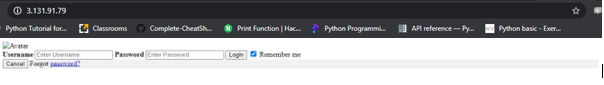 3.131.91.79
Python Tutorial for...
Classrooms
Complete-CheatSh...
Print Function | Hac...
Python Programmi...
API reference — Py...
Python basic - Exer...
Avatar
Username Enter Username Password Enter Password Login Remember me
Cancel Forgot password?